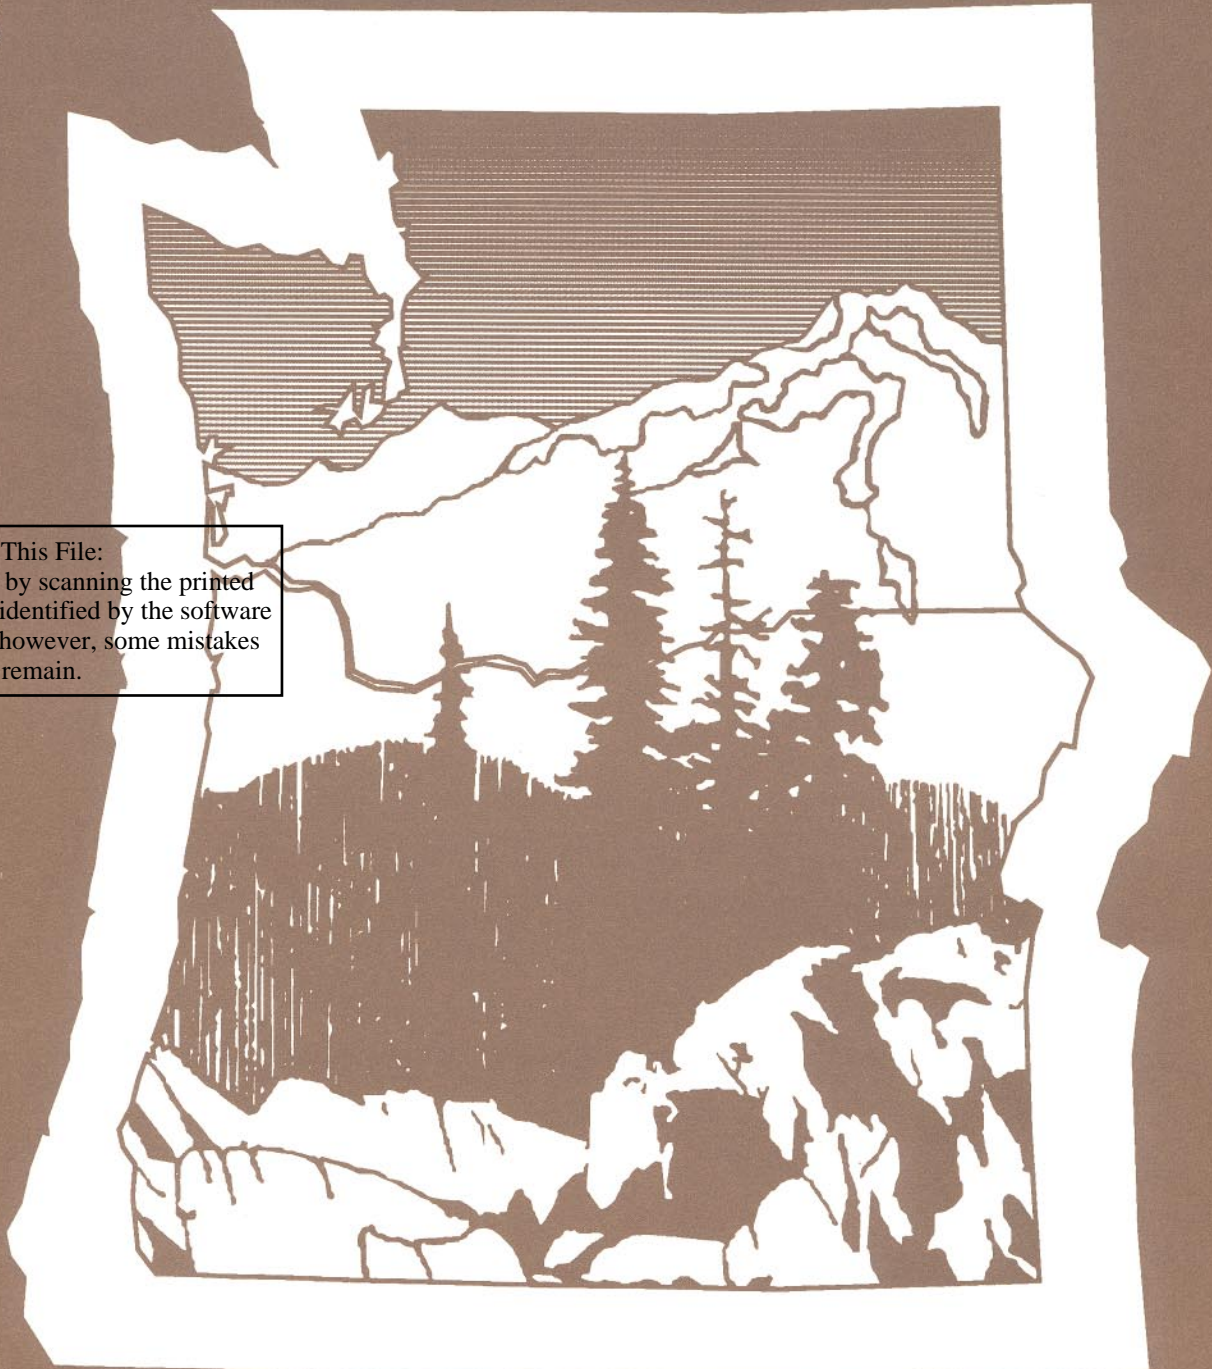 This File:
by scanning the printed
identified by the software
however, some mistakes
remain.